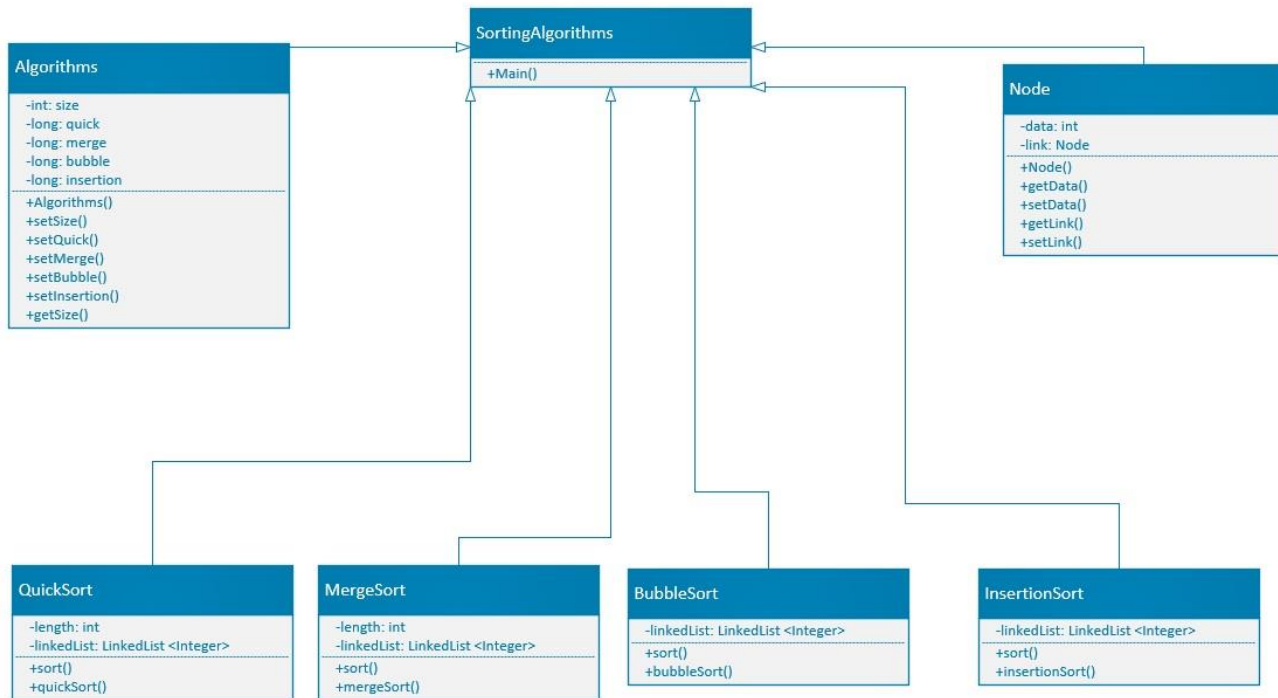 SortingAlgorithms
+Main()
Algorithms
-int: size
-long: quick
-long: merge
-long: bubble
-long: insertion
+Algorithms()
+setSize()
+setQuick()
+setMerge()
+setBubble()
+setInsertion()
+getSize()
Node
-data: int
-link: Node
+Node()
+getData()
+setData()
+getLink()
+setLink()
QuickSort
-length: int
-linkedList: LinkedList <Integer>
+sort()
+quickSort()
MergeSort
-length: int
-linkedList: LinkedList <Integer>
+sort()
+mergeSort()
BubbleSort
-linkedList: LinkedList <Integer>
+sort()
+bubbleSort()
InsertionSort
-linkedList: LinkedList <Integer>
+sort()
+insertionSort()